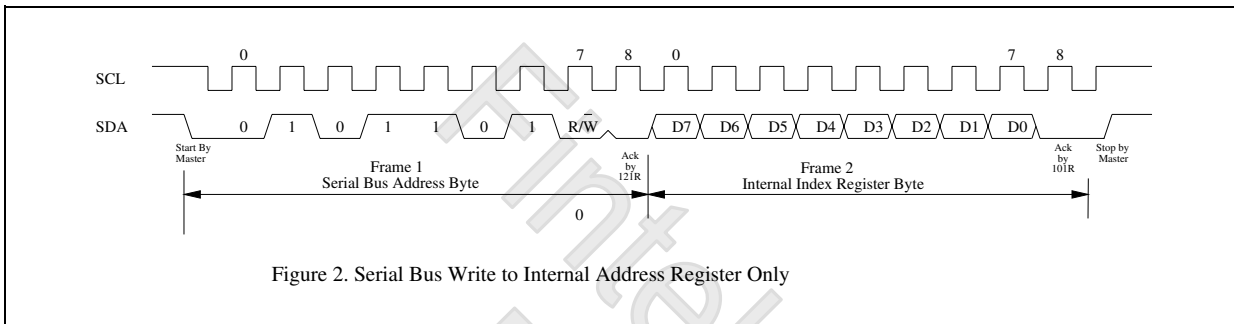 0 7 8 0 7 8
SCL
SDA 0 1 0 1 1 0 1 R/W D7 D6 D5 D4 D3 D2 D1 D0
Start By
Master
Ack
by
121R
Ack
by
101R
Stop by
Master
Frame 1
Serial Bus Address Byte
Frame 2
Internal Index Register Byte
0
Figure 2. Serial Bus Write to Internal Address Register Only
Fintek